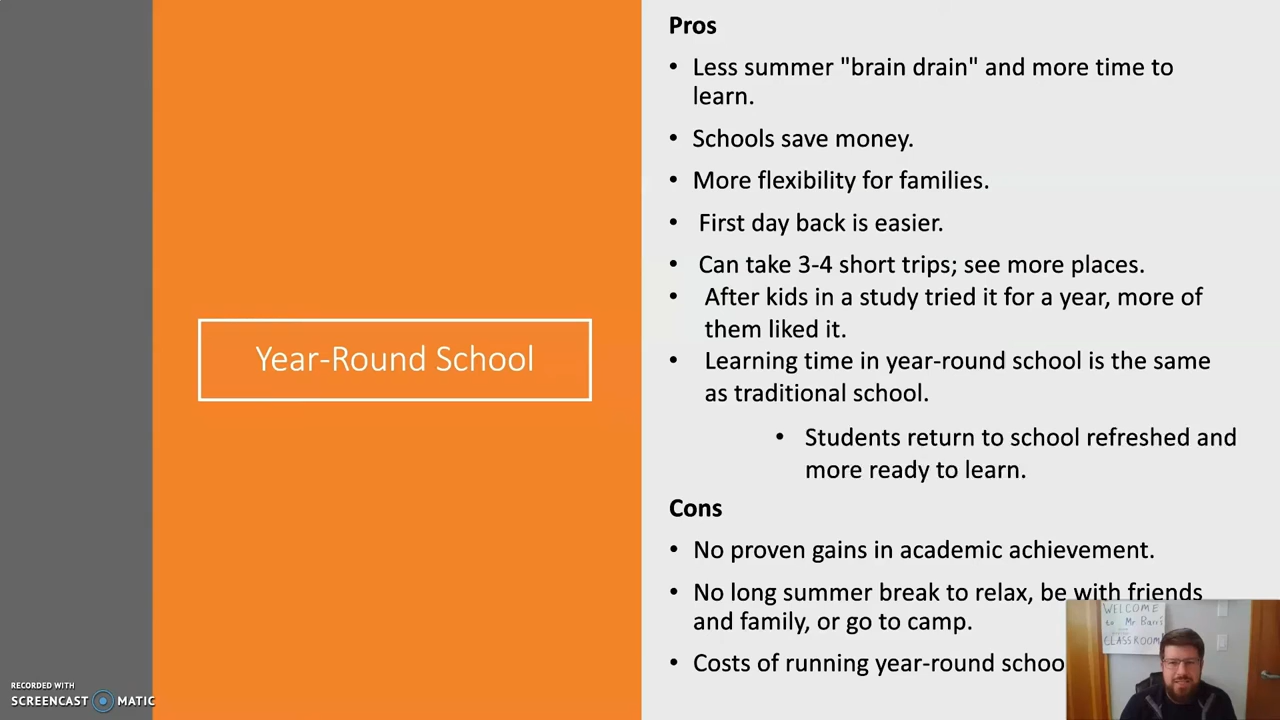 Pros
• Less summer "brain drain" and more time to
learn.
• Schools save money.
• More flexibility for families.
• First day back is easier.
• Can take 3-4 short trips; see more places.
• After kids in a study tried it for a year, more of
them liked it.
• Learning time in year-round school is the same
as traditional school.
• Students return to school refreshed and
more ready to learn.
Year-Round School
Cons
• No proven gains in academic achievement.
• No long summer break to relax, be with friends
and family, or go to camp.
• Costs of running year-round schoo
WELCOME
to Mr Barr's
CLASSROOM
RECORDED WITH
SCREENCAST MATIC